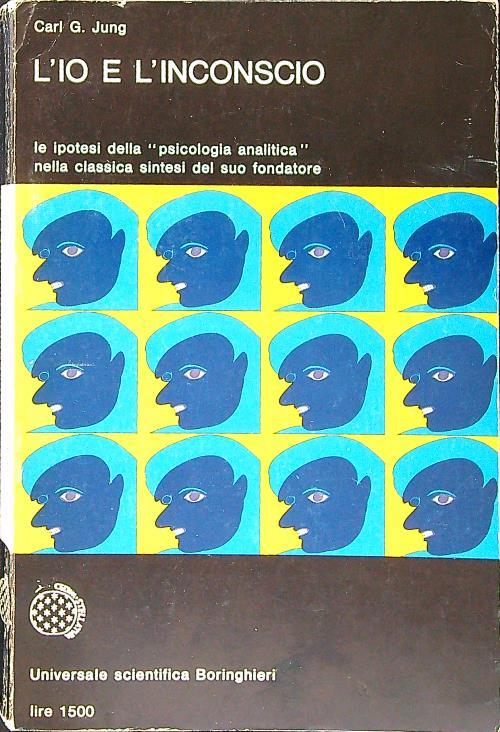 Carl G. Jung
L'IO E L'INCONSCIO
le ipotesi della "psicologia analitica"
nella classica sintesi del suo fondatore
Universale scientifica Boringhieri
lire 1500